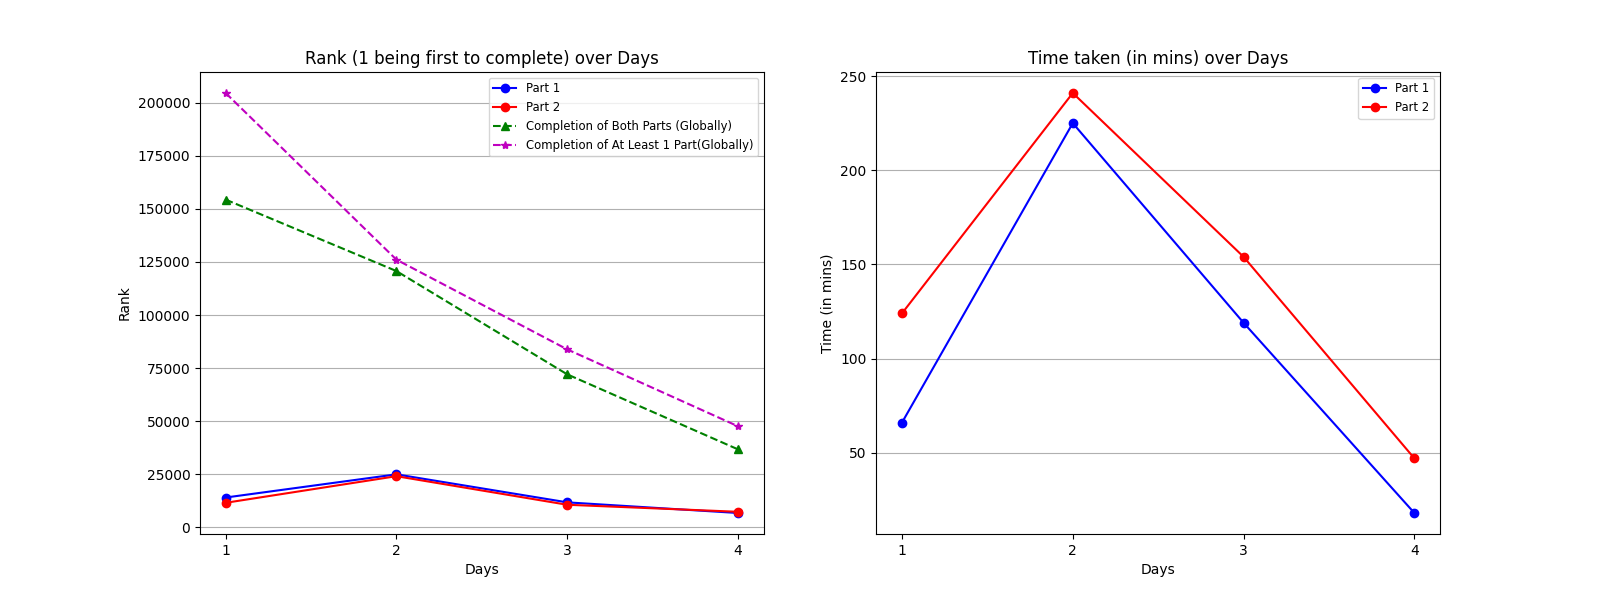 Rank (1 being first to complete) over Days
Part 1
Part 2
Completion of Both Parts (Globally)
Completion of At Least 1 Part(Globally)
200000
175000
150000
125000
100000
75000
50000
25000
0
Rank
1 2 3 4
Days
Time taken (in mins) over Days
Part 1
Part 2
250
200
150
100
50
Time (in mins)
1 2 3 4
Days